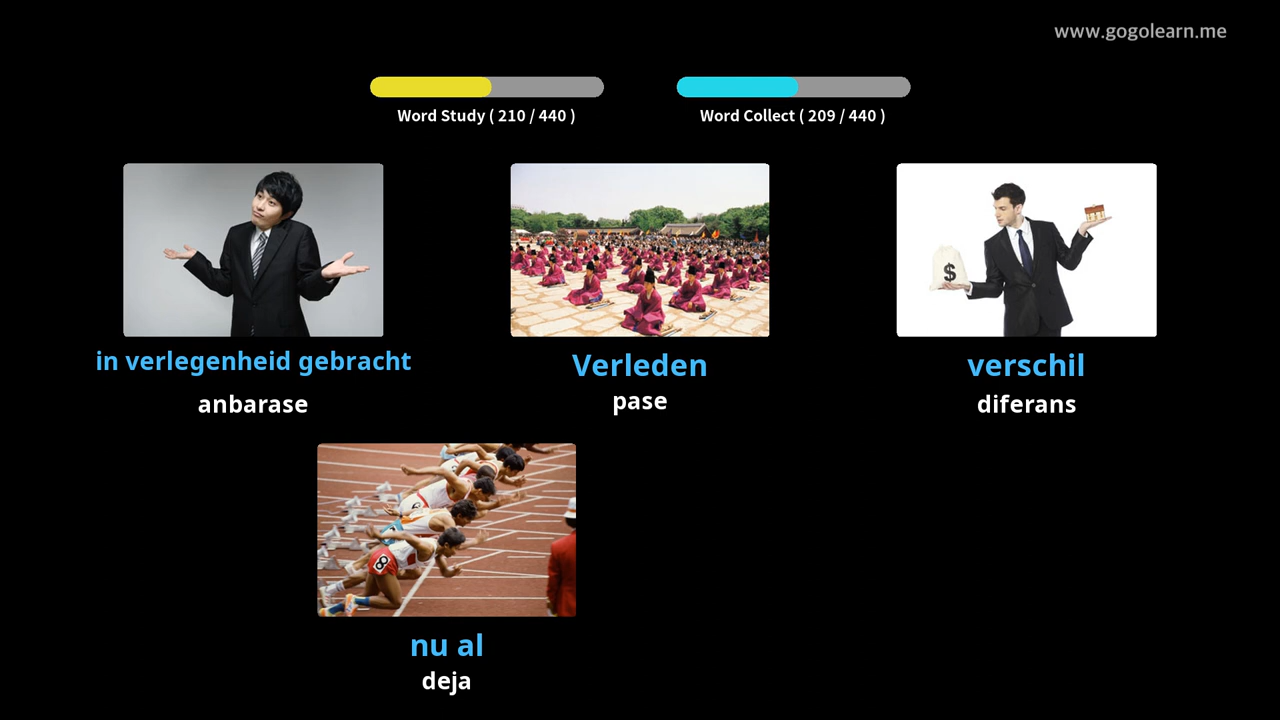 www.gogolearn.me
Word Study ( 210 / 440 )
Word Collect ( 209 / 440 )
in verlegenheid gebracht
anbarase
Verleden
pase
verschil
diferans
$
nu al
deja
8